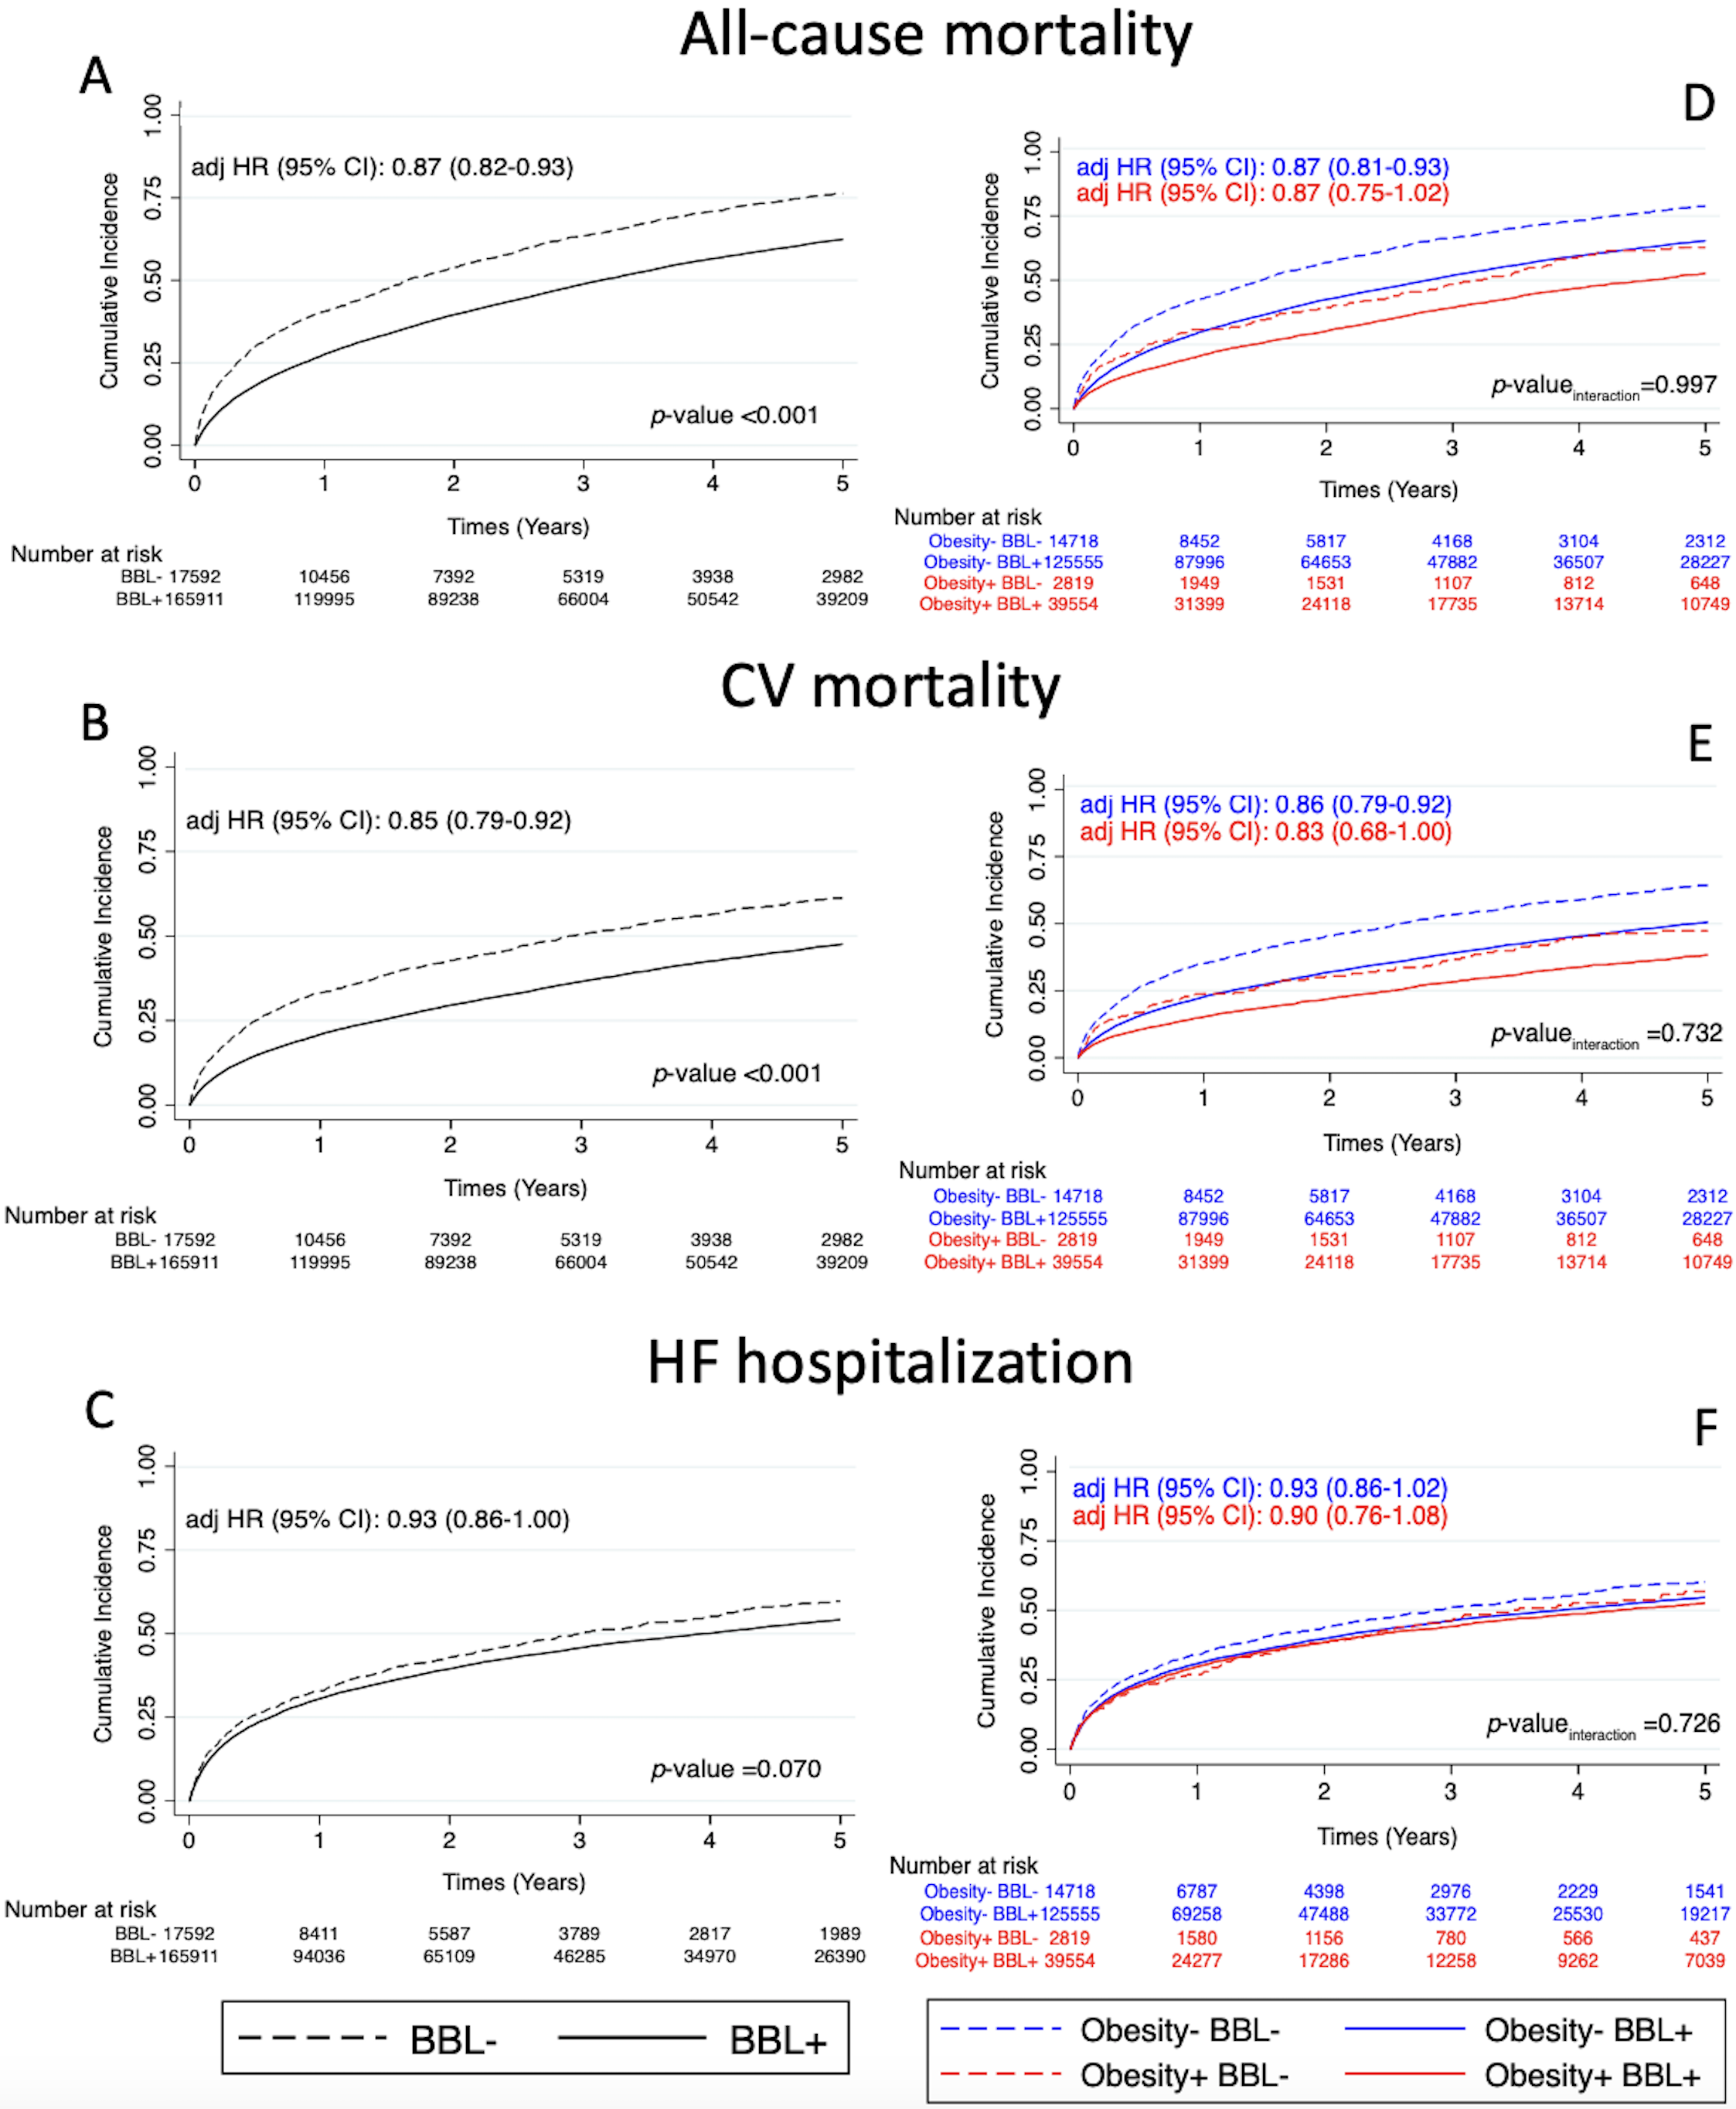 All-cause mortality
A
1.00
0.75
0.50
0.25
0.00
Cumulative Incidence
adj HR (95% CI): 0.87 (0.82-0.93)
p-value <0.001
0 1 2 3 4 5
Times (Years)
Number at risk
BBL- 17592 10456 7392 5319 3938 2982
BBL+ 165911 119995 89238 66004 50542 39209
D
1.00
0.75
0.50
0.25
0.00
Cumulative Incidence
adj HR (95% CI): 0.87 (0.81-0.93)
adj HR (95% CI): 0.87 (0.75-1.02)
p-value interaction=0.997
0 1 2 3 4 5
Times (Years)
Number at risk
Obesity- BBL- 14718 8452 5817 4168 3104 2312
Obesity- BBL+ 125555 87996 64653 47882 36507 28227
Obesity+ BBL- 2819 1949 1531 1107 812 648
Obesity+ BBL+ 39554 31399 24118 17735 13714 10749
CV mortality
B
1.00
0.75
0.50
0.25
0.00
Cumulative Incidence
adj HR (95% CI): 0.85 (0.79-0.92)
p-value <0.001
0 1 2 3 4 5
Times (Years)
Number at risk
BBL- 17592 10456 7392 5319 3938 2982
BBL+ 165911 119995 89238 66004 50542 39209
E
1.00
0.75
0.50
0.25
0.00
Cumulative Incidence
adj HR (95% CI): 0.86 (0.79-0.92)
adj HR (95% CI): 0.83 (0.68-1.00)
p-value interaction =0.732
0 1 2 3 4 5
Times (Years)
Number at risk
Obesity- BBL- 14718 8452 5817 4168 3104 2312
Obesity- BBL+ 125555 87996 64653 47882 36507 28227
Obesity+ BBL- 2819 1949 1531 1107 812 648
Obesity+ BBL+ 39554 31399 24118 17735 13714 10749
HF hospitalization
C
1.00
0.75
0.50
0.25
0.00
Cumulative Incidence
adj HR (95% CI): 0.93 (0.86-1.00)
p-value =0.070
0 1 2 3 4 5
Times (Years)
Number at risk
BBL- 17592 8411 5587 3789 2817 1989
BBL+ 165911 94036 65109 46285 34970 26390
F
1.00
0.75
0.50
0.25
0.00
Cumulative Incidence
adj HR (95% CI): 0.93 (0.86-1.02)
adj HR (95% CI): 0.90 (0.76-1.08)
p-value interaction =0.726
0 1 2 3 4 5
Times (Years)
Number at risk
Obesity- BBL- 14718 6787 4398 2976 2229 1541
Obesity- BBL+ 125555 69258 47488 33772 25530 19217
Obesity+ BBL- 2819 1580 1156 780 566 437
Obesity+ BBL+ 39554 24277 17286 12258 9262 7039
BBL- BBL+
Obesity- BBL- Obesity- BBL+
Obesity+ BBL- Obesity+ BBL+